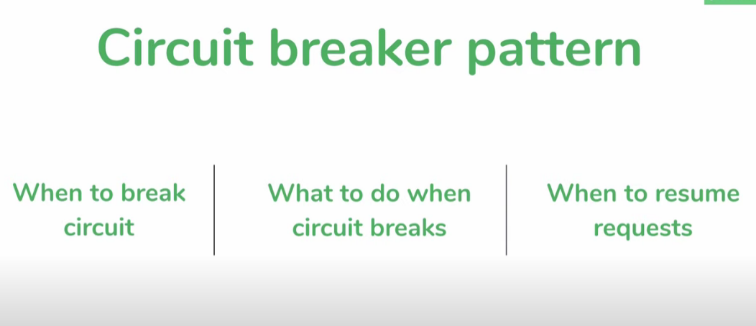 Circuit breaker pattern
When to break
circuit
What to do when
circuit breaks
When to resume
requests